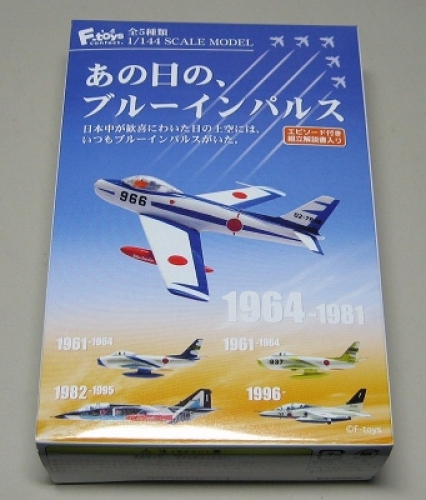 F-toys
confect.
全5種類
1/144 SCALE MODEL
あの日の、
ブルーインパルス
日本中が歓喜にわいた日の上空には、
いつもブルーインパルスがいた。
エピソード付き
組立解説書入り
966
1964-1981
1961-1964
1961-1964
937
1982-1995
1996-
©F-toys